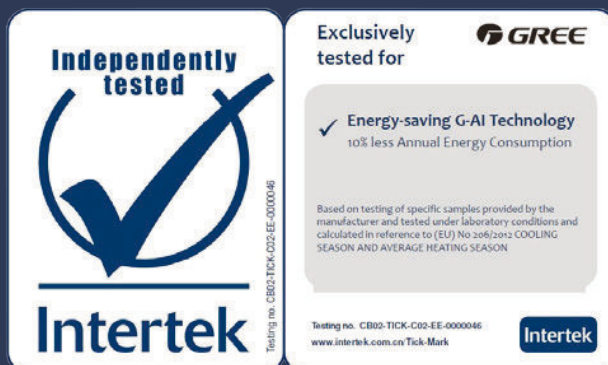 Independently
tested
Intertek
Testing no. CB02-TICK-C02-EE-0000046
Exclusively
tested for
GREE
Energy-saving G-AI Technology
10% less Annual Energy Consumption
Based on testing of specific samples provided by the
manufacturer and tested under laboratory conditions and
calculated in reference to (EU) No 206/2012 COOLING
SEASON AND AVERAGE HEATING SEASON
Testing no. CB02-TICK-C02-EE-0000046
www.intertek.com.cn/Tick-Mark
Intertek